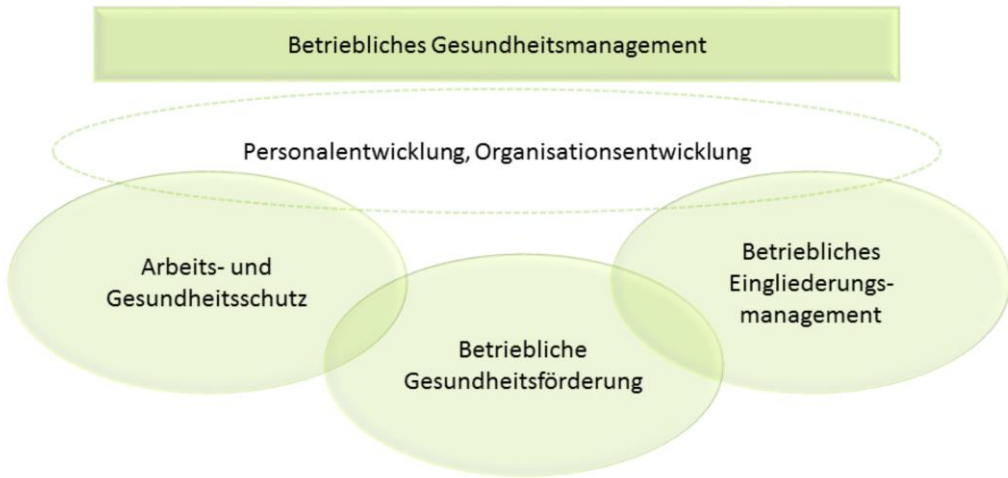 Betriebliches Gesundheitsmanagement
Personalentwicklung, Organisationsentwicklung
Arbeits- und
Gesundheitsschutz
Betriebliche
Gesundheitsförderung
Betriebliches
Eingliederungs-
management